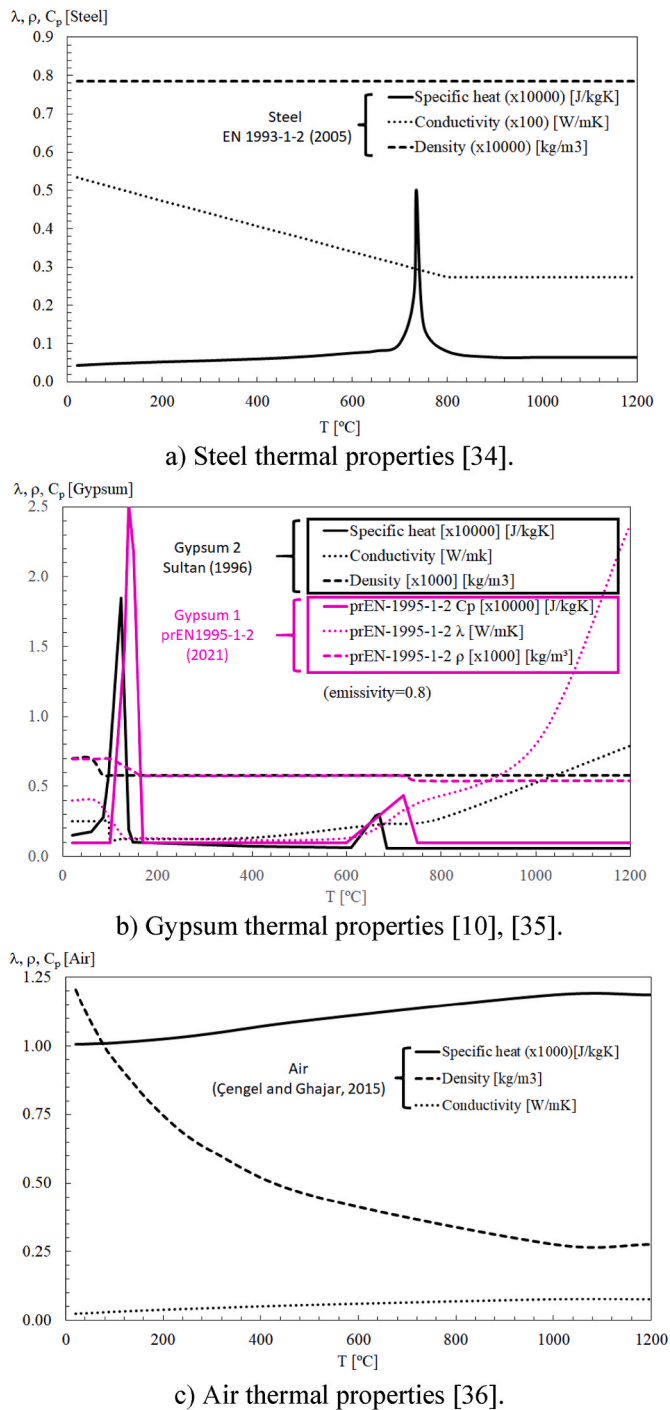 λ, ρ, Cp [Steel]
0.9
0.8
0.7
0.6
0.5
0.4
0.3
0.2
0.1
0.0
Steel
EN 1993-1-2 (2005)
Specific heat (x10000) [J/kgK]
Conductivity (x100) [W/mK]
Density (x10000) [kg/m3]
0 200 400 600 800 1000 1200
T [ºC]
a) Steel thermal properties [34].
λ, ρ, Cp [Gypsum]
2.5
2.0
1.5
1.0
0.5
0.0
Gypsum 2
Sultan (1996)
Specific heat [x10000] [J/kgK]
Conductivity [W/mk]
Density [x1000] [kg/m3]
Gypsum 1
prEN1995-1-2
(2021)
prEN-1995-1-2 Cp [x10000] [J/kgK]
prEN-1995-1-2 λ [W/mK]
prEN-1995-1-2 ρ [x1000] [kg/m³]
(emissivity=0.8)
0 200 400 600 800 1000 1200
T [ºC]
b) Gypsum thermal properties [10], [35].
λ, ρ, Cp [Air]
1.25
1.00
0.75
0.50
0.25
0.00
Air
(Çengel and Ghajar, 2015)
Specific heat (x1000)[J/kgK]
Density [kg/m3]
Conductivity [W/mK]
0 200 400 600 800 1000 1200
T [ºC]
c) Air thermal properties [36].